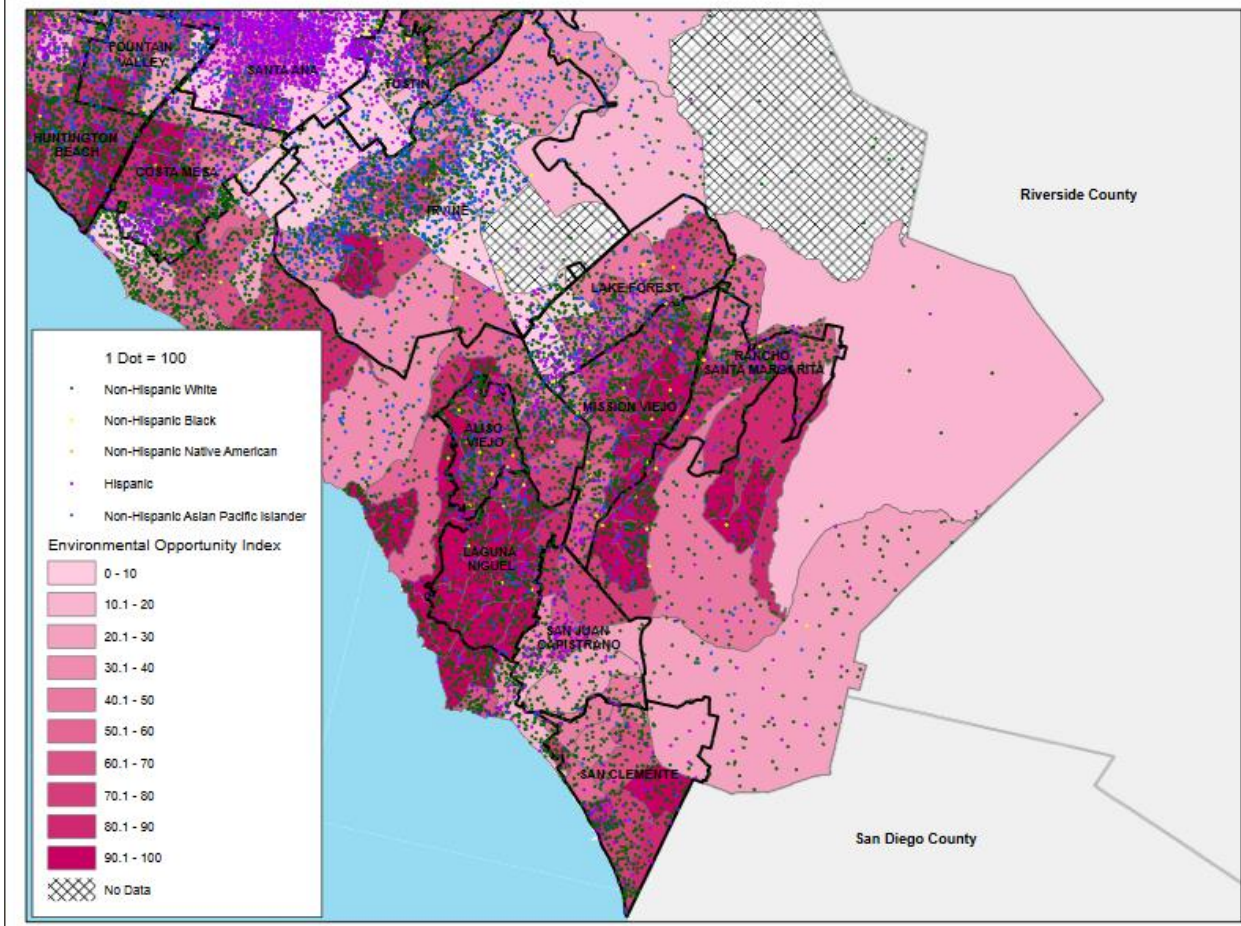 FOUNTAIN
VALLEY
SANTA ANA
TUSTIN
HUNTINGTON
BEACH
COSTA MESA
IRVINE
Riverside County
LAKE FOREST
RANCHO
SANTA MARGARITA
MISSION VIEJO
ALISO
VIEJO
LAGUNA
NIGUEL
SAN JUAN
CAPISTRANO
SAN CLEMENTE
San Diego County
1 Dot = 100
Non-Hispanic White
Non-Hispanic Black
Non-Hispanic Native American
Hispanic
Non-Hispanic Asian Pacific Islander
Environmental Opportunity Index
0 - 10
10.1 - 20
20.1 - 30
30.1 - 40
40.1 - 50
50.1 - 60
60.1 - 70
70.1 - 80
80.1 - 90
90.1 - 100
No Data